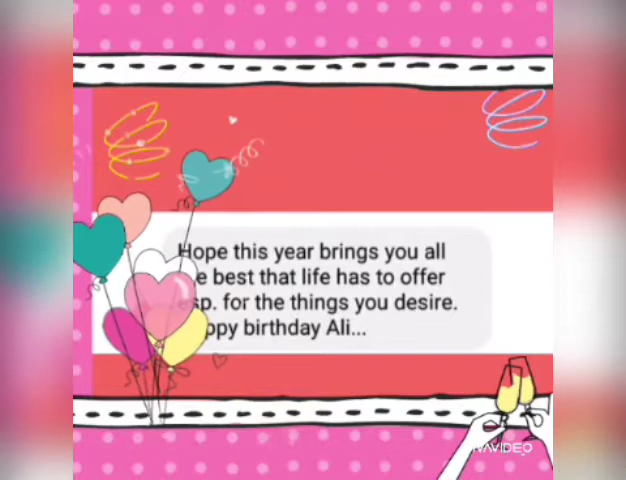 Hope this year brings you all
best that life has to offer
esp. for the things you desire.
birthday Ali...